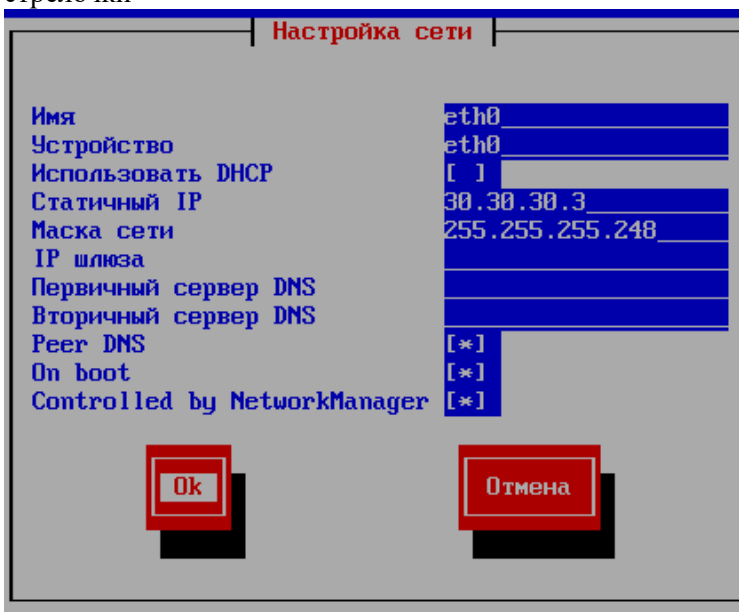 Настройка сети
Имя eth0
Устройство eth0
Использовать DHCP [ ]
Статичный IP 30.30.30.3
Маска сети 255.255.255.248
IP шлюза
Первичный сервер DNS
Вторичный сервер DNS
Peer DNS [*]
On boot [*]
Controlled by NetworkManager [*]
Ok Отмена